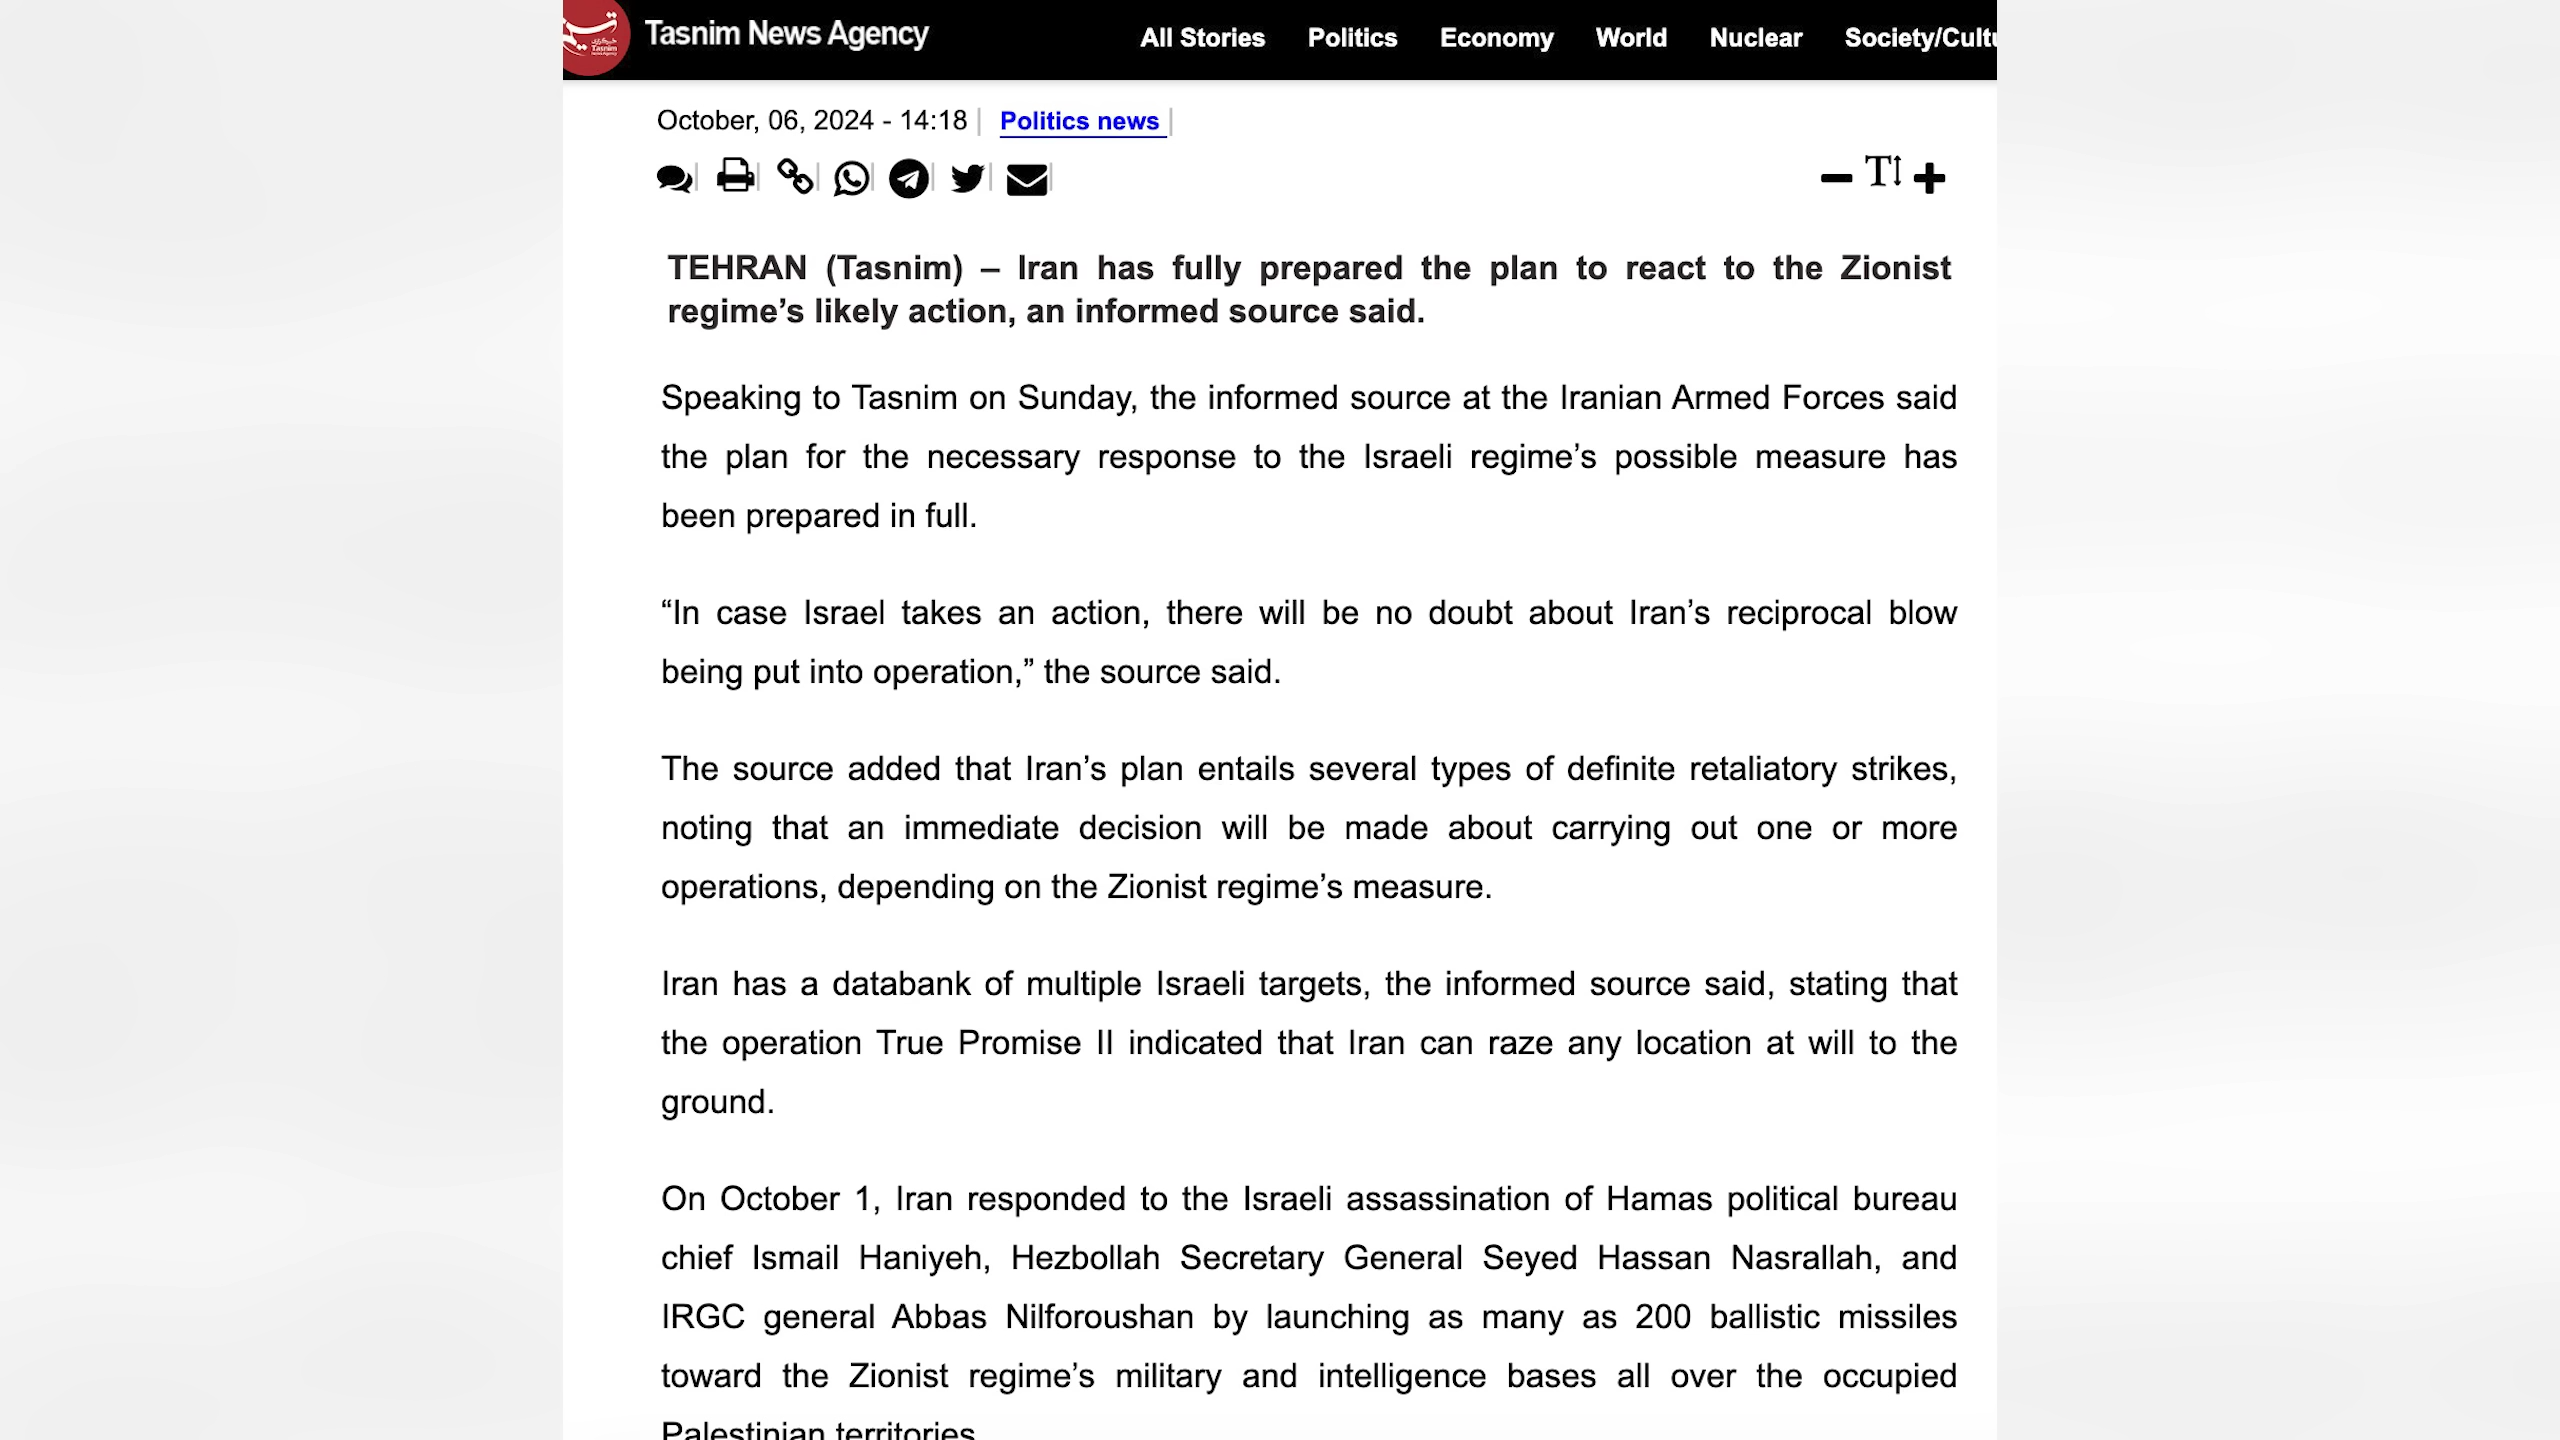 Tasnim News Agency
All Stories Politics Economy World Nuclear Society/Cultu
October, 06, 2024 - 14:18 Politics news
TEHRAN (Tasnim) – Iran has fully prepared the plan to react to the Zionist
regime’s likely action, an informed source said.
Speaking to Tasnim on Sunday, the informed source at the Iranian Armed Forces said
the plan for the necessary response to the Israeli regime’s possible measure has
been prepared in full.
“In case Israel takes an action, there will be no doubt about Iran’s reciprocal blow
being put into operation,” the source said.
The source added that Iran’s plan entails several types of definite retaliatory strikes,
noting that an immediate decision will be made about carrying out one or more
operations, depending on the Zionist regime’s measure.
Iran has a databank of multiple Israeli targets, the informed source said, stating that
the operation True Promise II indicated that Iran can raze any location at will to the
ground.
On October 1, Iran responded to the Israeli assassination of Hamas political bureau
chief Ismail Haniyeh, Hezbollah Secretary General Seyed Hassan Nasrallah, and
IRGC general Abbas Nilforoushan by launching as many as 200 ballistic missiles
toward the Zionist regime’s military and intelligence bases all over the occupied
Palestinian territories